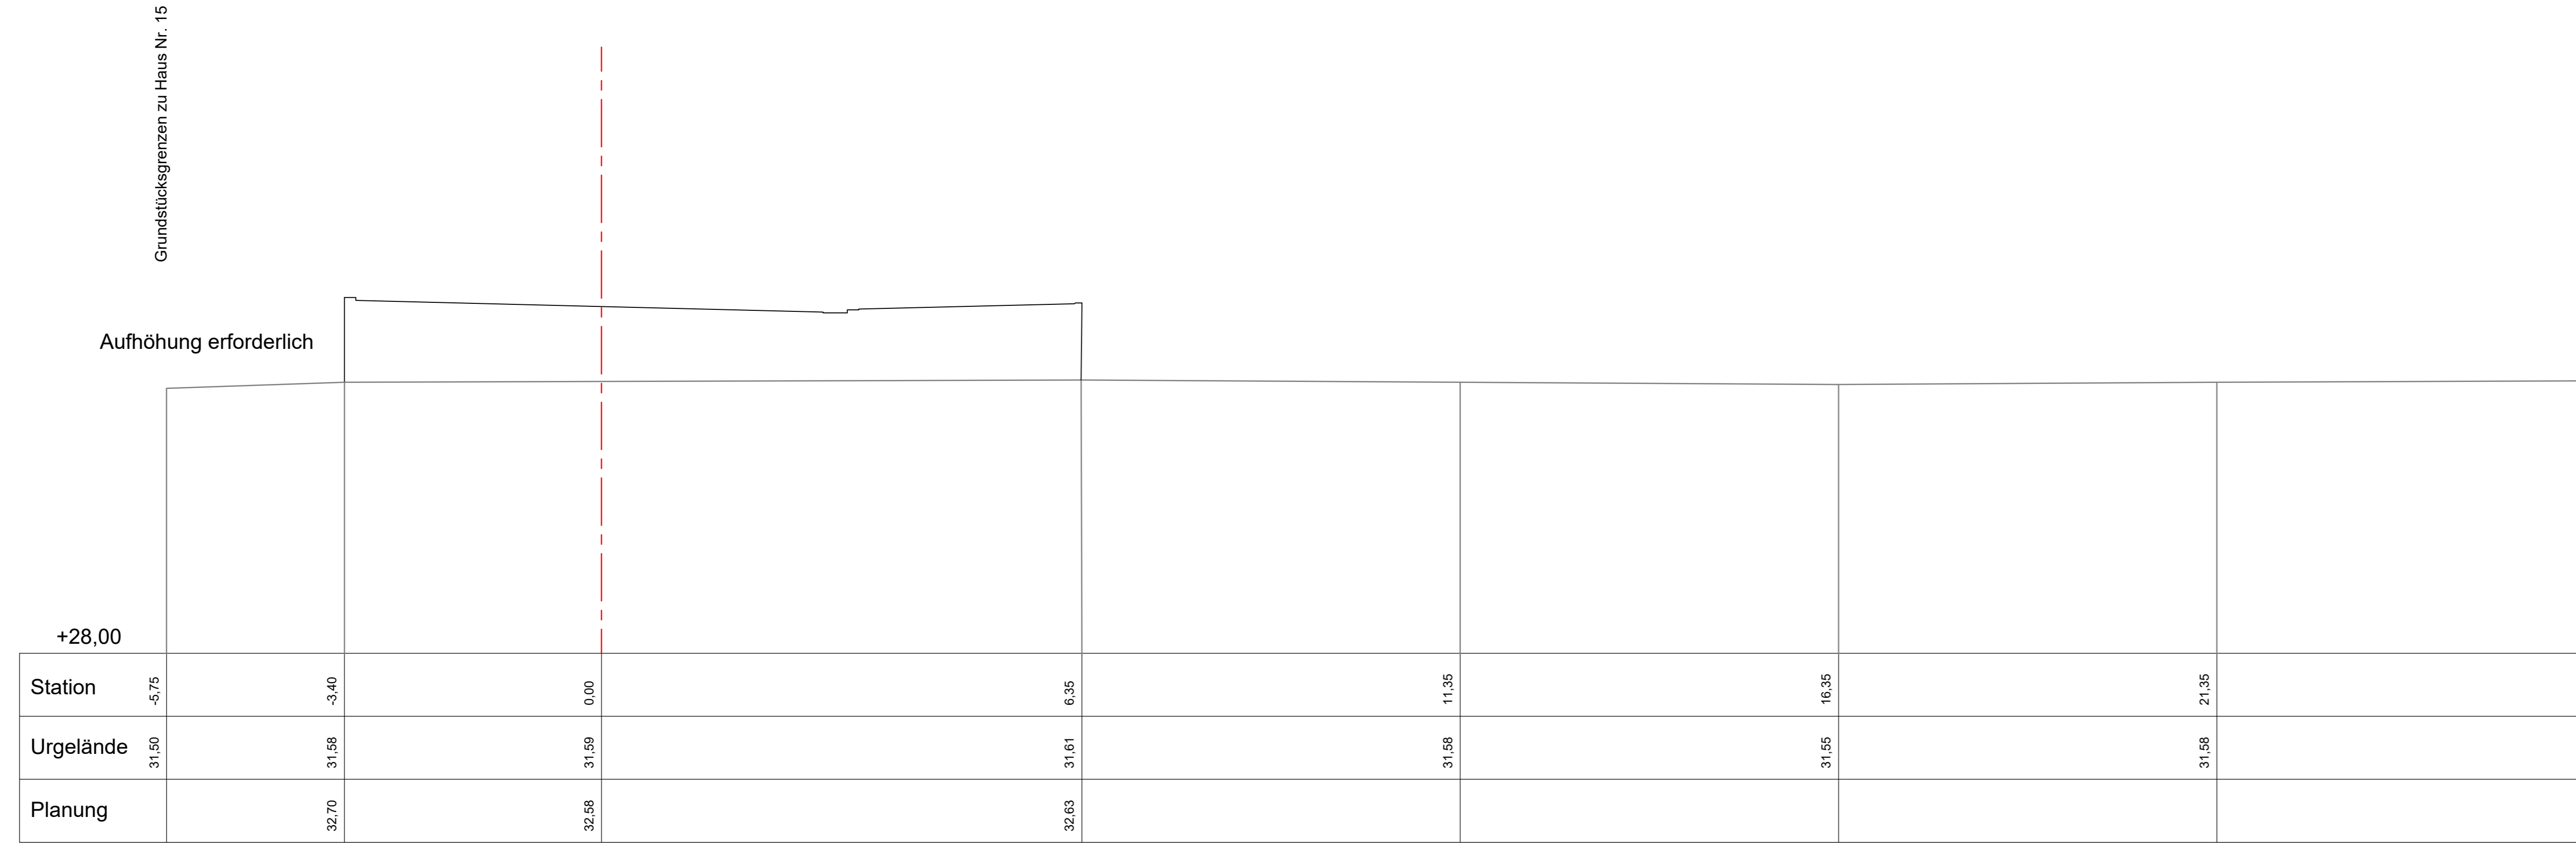 Grundstücksgrenzen zu Haus Nr. 15
Aufhöhung erforderlich
+28,00
Station -5,75 -3,40 0,00 6,35 11,35 16,35 21,35
Urgelände 31,50 31,58 31,59 31,61 31,58 31,55 31,58
Planung 32,70 32,58 32,63